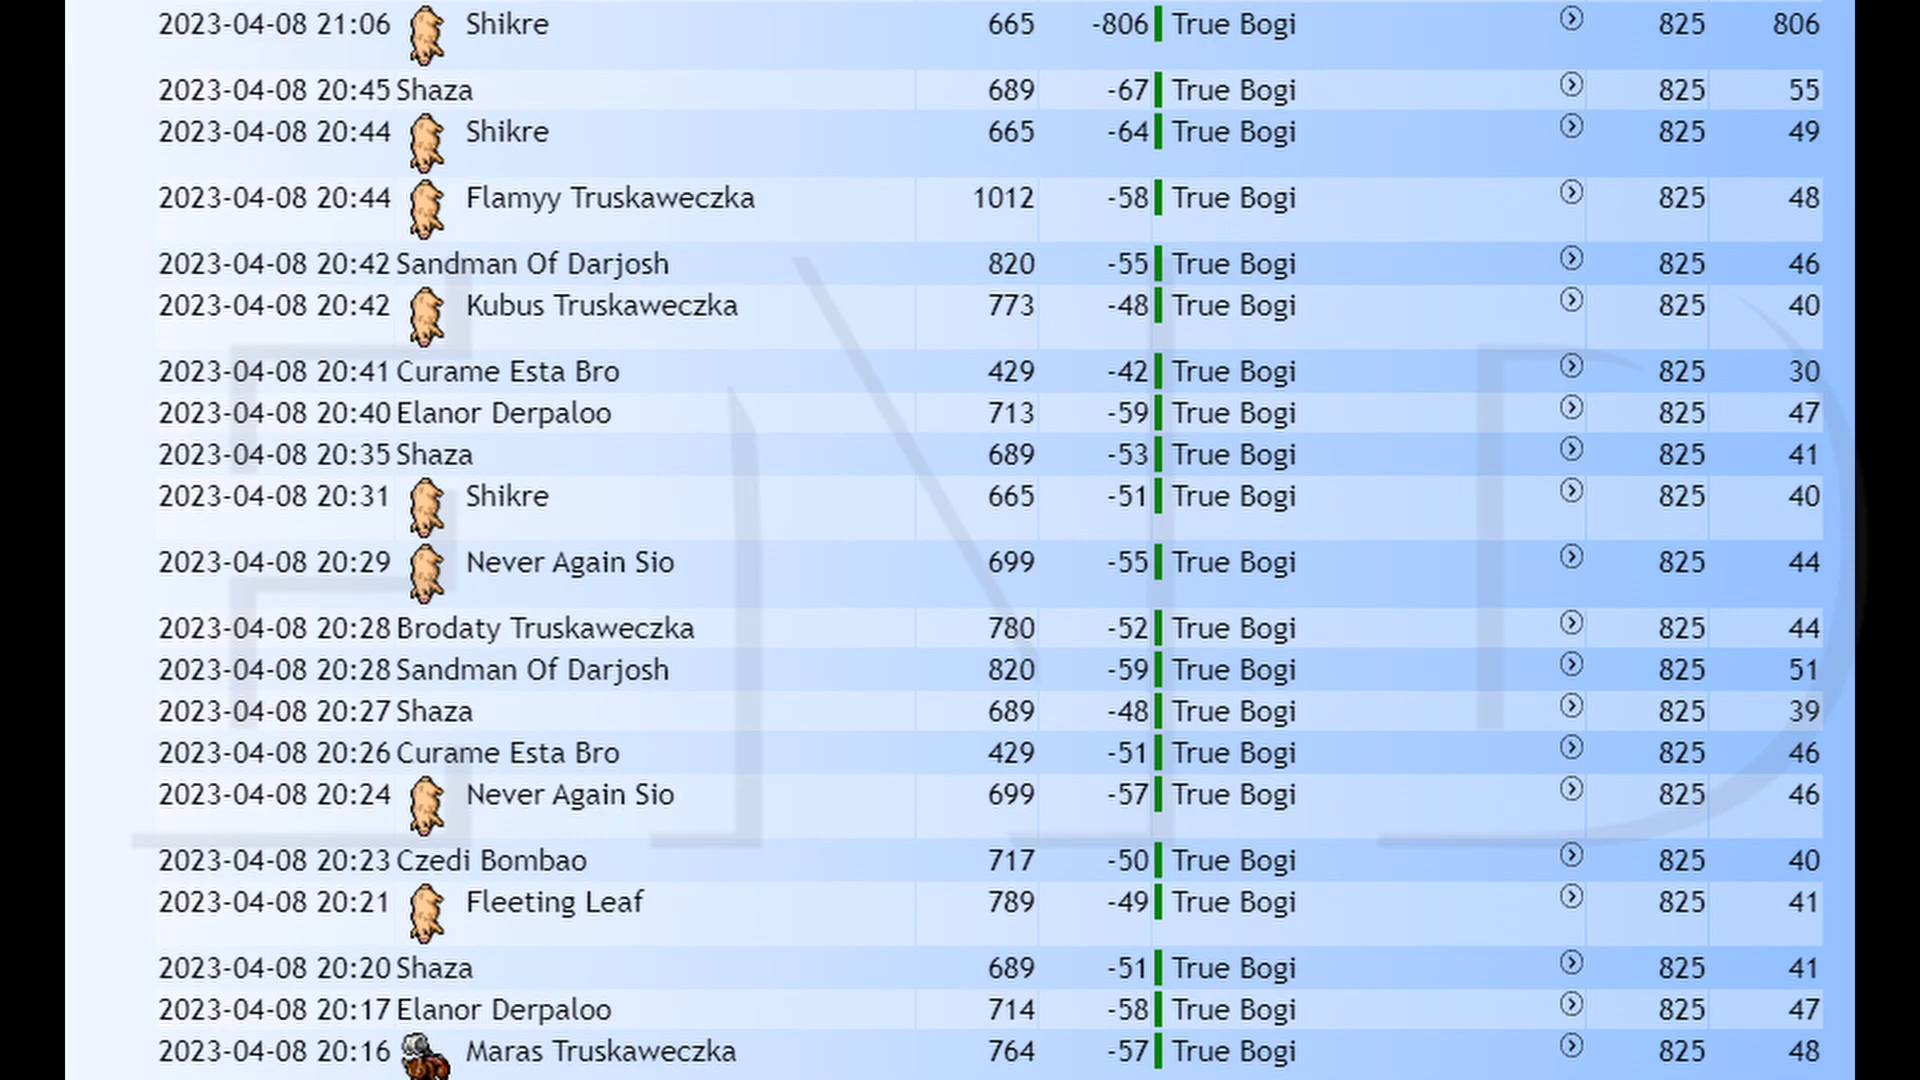 2023-04-08 21:06 Shikre 665 -806 True Bogi 825 806
2023-04-08 20:45 Shaza 689 -67 True Bogi 825 55
2023-04-08 20:44 Shikre 665 -64 True Bogi 825 49
2023-04-08 20:44 Flamyy Truskaweczka 1012 -58 True Bogi 825 48
2023-04-08 20:42 Sandman Of Darjosh 820 -55 True Bogi 825 46
2023-04-08 20:42 Kubus Truskaweczka 773 -48 True Bogi 825 40
2023-04-08 20:41 Curame Esta Bro 429 -42 True Bogi 825 30
2023-04-08 20:40 Elanor Derpaloo 713 -59 True Bogi 825 47
2023-04-08 20:35 Shaza 689 -53 True Bogi 825 41
2023-04-08 20:31 Shikre 665 -51 True Bogi 825 40
2023-04-08 20:29 Never Again Sio 699 -55 True Bogi 825 44
2023-04-08 20:28 Brodaty Truskaweczka 780 -52 True Bogi 825 44
2023-04-08 20:28 Sandman Of Darjosh 820 -59 True Bogi 825 51
2023-04-08 20:27 Shaza 689 -48 True Bogi 825 39
2023-04-08 20:26 Curame Esta Bro 429 -51 True Bogi 825 46
2023-04-08 20:24 Never Again Sio 699 -57 True Bogi 825 46
2023-04-08 20:23 Czedi Bombao 717 -50 True Bogi 825 40
2023-04-08 20:21 Fleeting Leaf 789 -49 True Bogi 825 41
2023-04-08 20:20 Shaza 689 -51 True Bogi 825 41
2023-04-08 20:17 Elanor Derpaloo 714 -58 True Bogi 825 47
2023-04-08 20:16 Maras Truskaweczka 764 -57 True Bogi 825 48
END